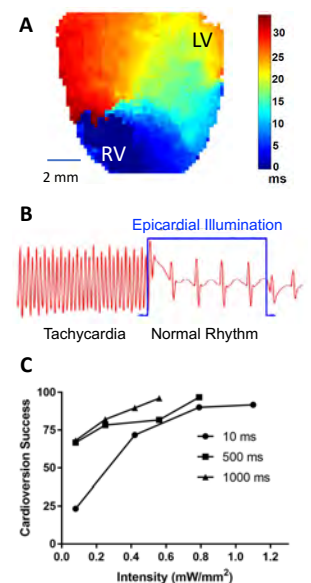 A
LV
RV
2 mm
30
25
20
15
10
5
0
ms
B
Epicardial Illumination
Tachycardia Normal Rhythm
C
Cardioversion Success
100
75
50
25
0
10 ms
500 ms
1000 ms
0.0 0.2 0.4 0.6 0.8 1.0 1.2
Intensity (mW/mm²)